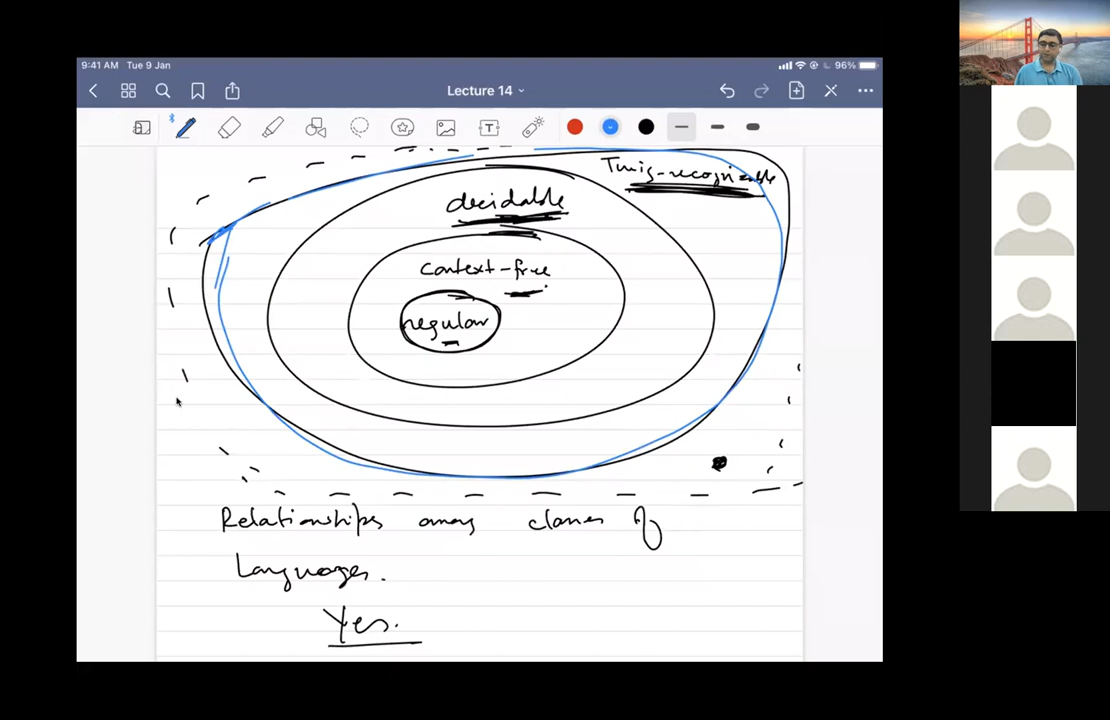 9:41 AM Tue 9 Jan
96%
Lecture 14
Turing-recognizable
decidable
context-free
regular
Relationships among classes of
Languages.
Yes.